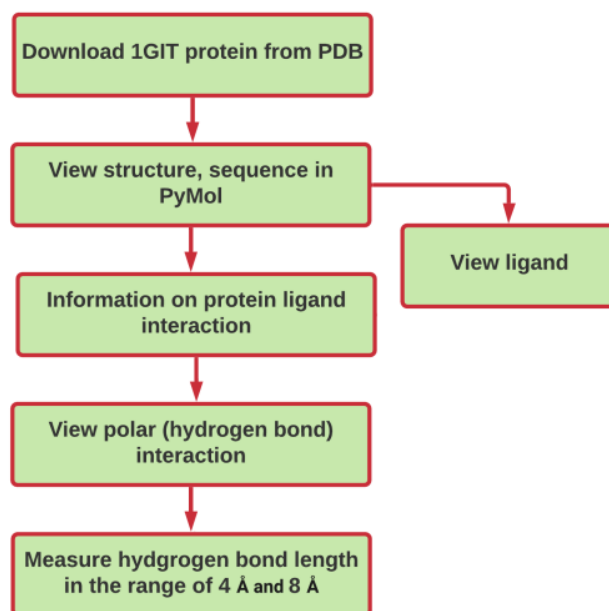 Download 1GIT protein from PDB
View structure, sequence in
PyMol
View ligand
Information on protein ligand
interaction
View polar (hydrogen bond)
interaction
Measure hydgrogen bond length
in the range of 4 Å and 8 Å